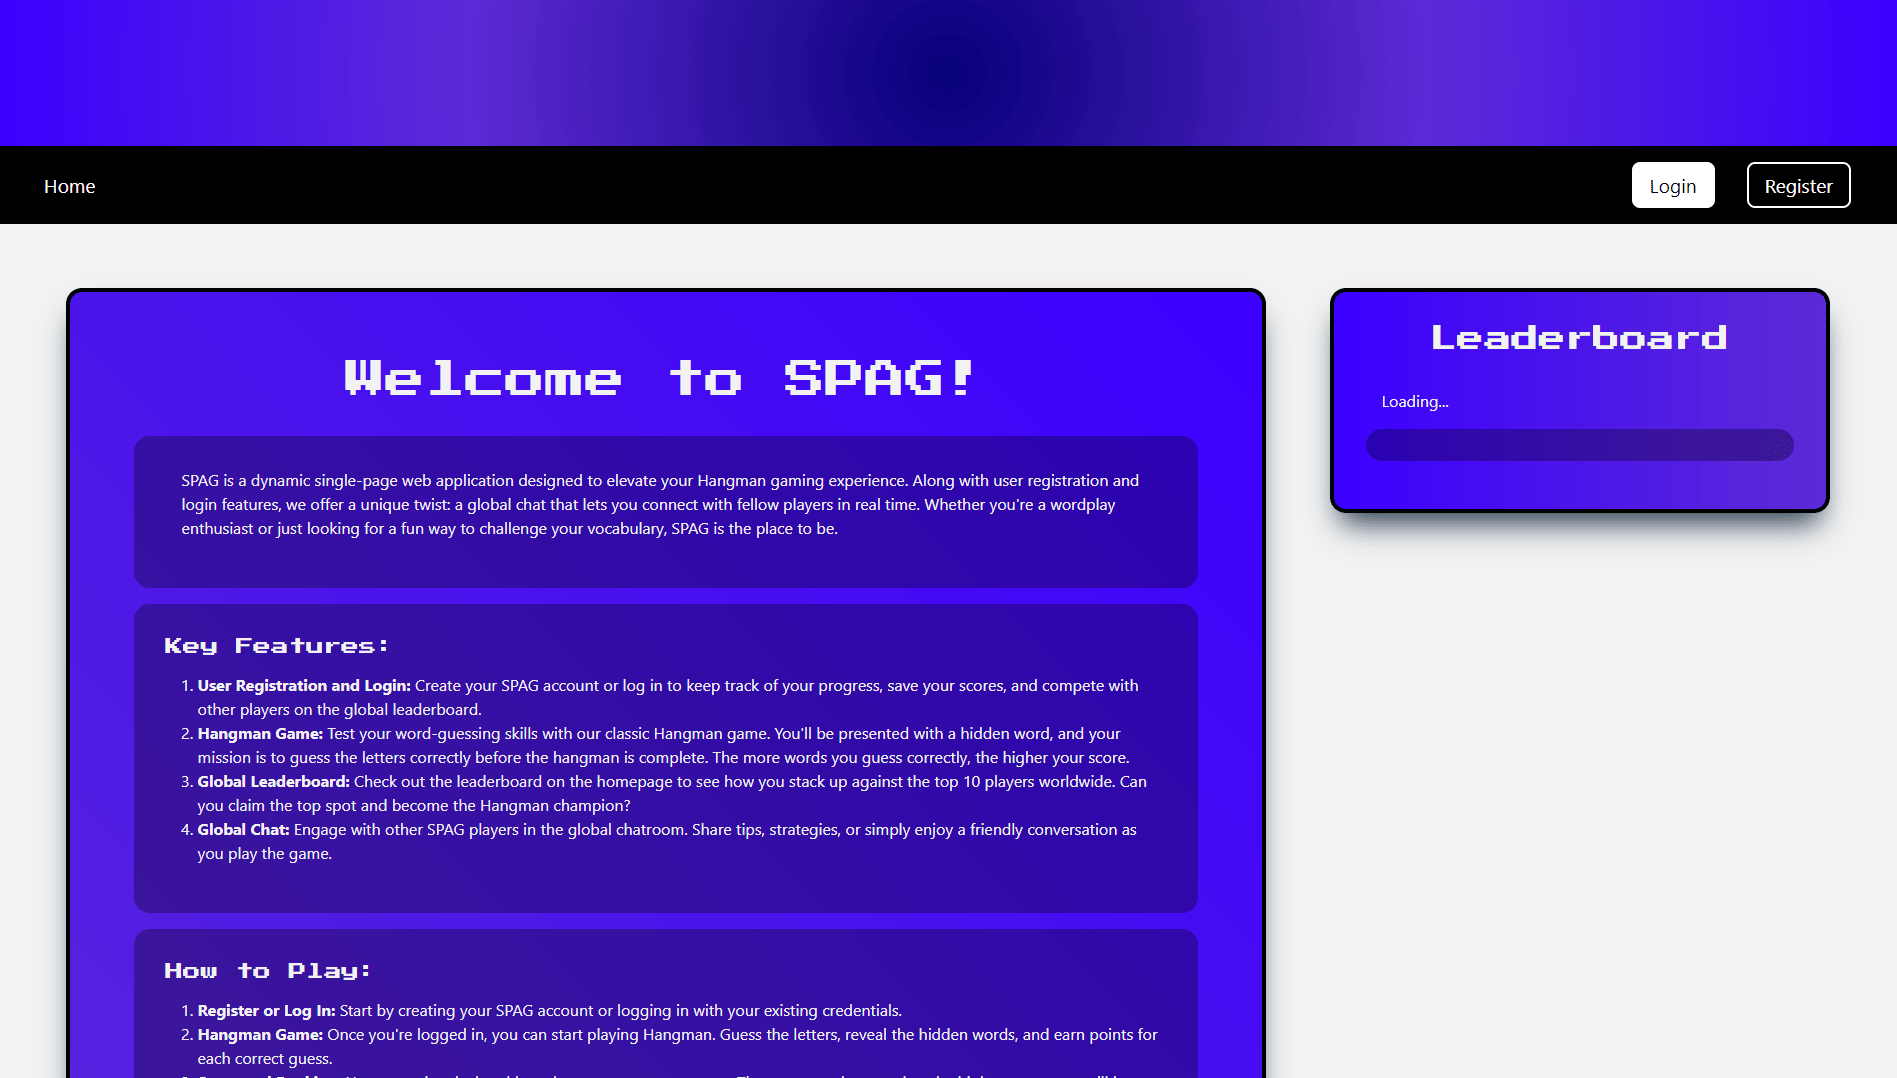 Home
Login
Register
Welcome to SPAG!
SPAG is a dynamic single-page web application designed to elevate your Hangman gaming experience. Along with user registration and
login features, we offer a unique twist: a global chat that lets you connect with fellow players in real time. Whether you're a wordplay
enthusiast or just looking for a fun way to challenge your vocabulary, SPAG is the place to be.
Key Features:
1. User Registration and Login: Create your SPAG account or log in to keep track of your progress, save your scores, and compete with
other players on the global leaderboard.
2. Hangman Game: Test your word-guessing skills with our classic Hangman game. You'll be presented with a hidden word, and your
mission is to guess the letters correctly before the hangman is complete. The more words you guess correctly, the higher your score.
3. Global Leaderboard: Check out the leaderboard on the homepage to see how you stack up against the top 10 players worldwide. Can
you claim the top spot and become the Hangman champion?
4. Global Chat: Engage with other SPAG players in the global chatroom. Share tips, strategies, or simply enjoy a friendly conversation as
you play the game.
How to Play:
1. Register or Log In: Start by creating your SPAG account or logging in with your existing credentials.
2. Hangman Game: Once you're logged in, you can start playing Hangman. Guess the letters, reveal the hidden words, and earn points for
each correct guess.
Leaderboard
Loading...